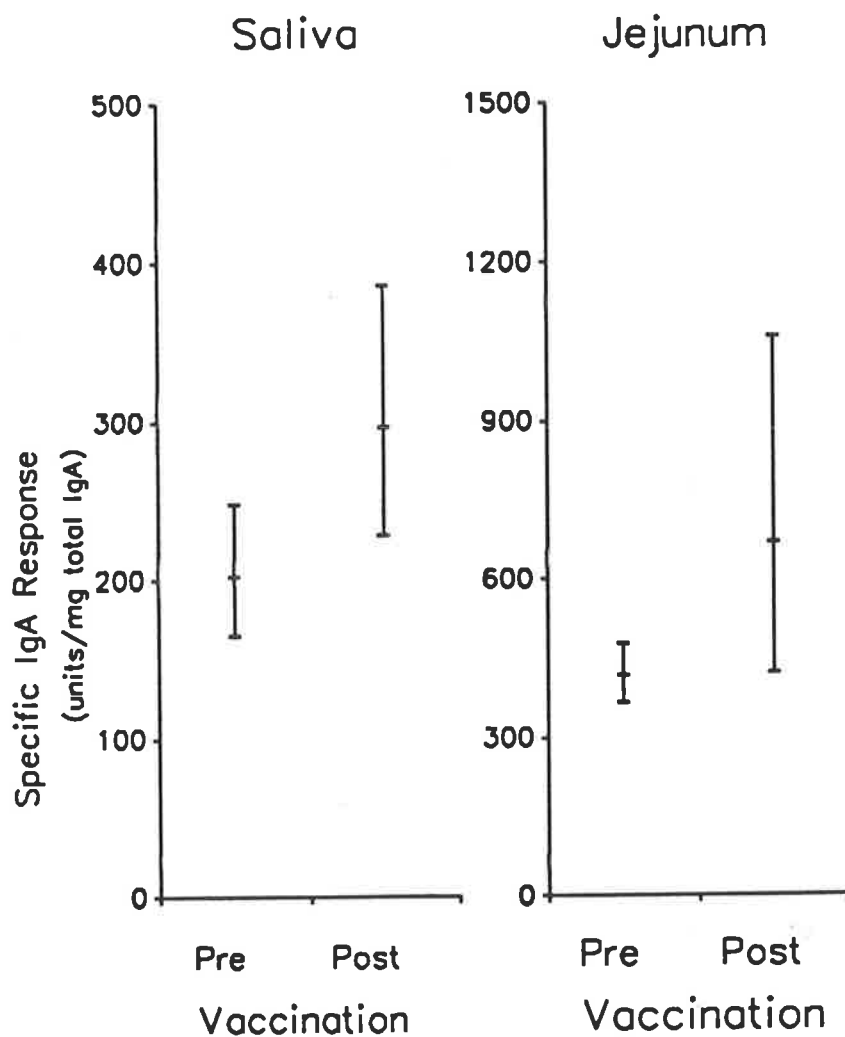 Saliva
Jejunum
500
400
300
200
100
0
1500
1200
900
600
300
0
Specific IgA Response
(units/mg total IgA)
Pre
Post
Pre
Post
Vaccination
Vaccination